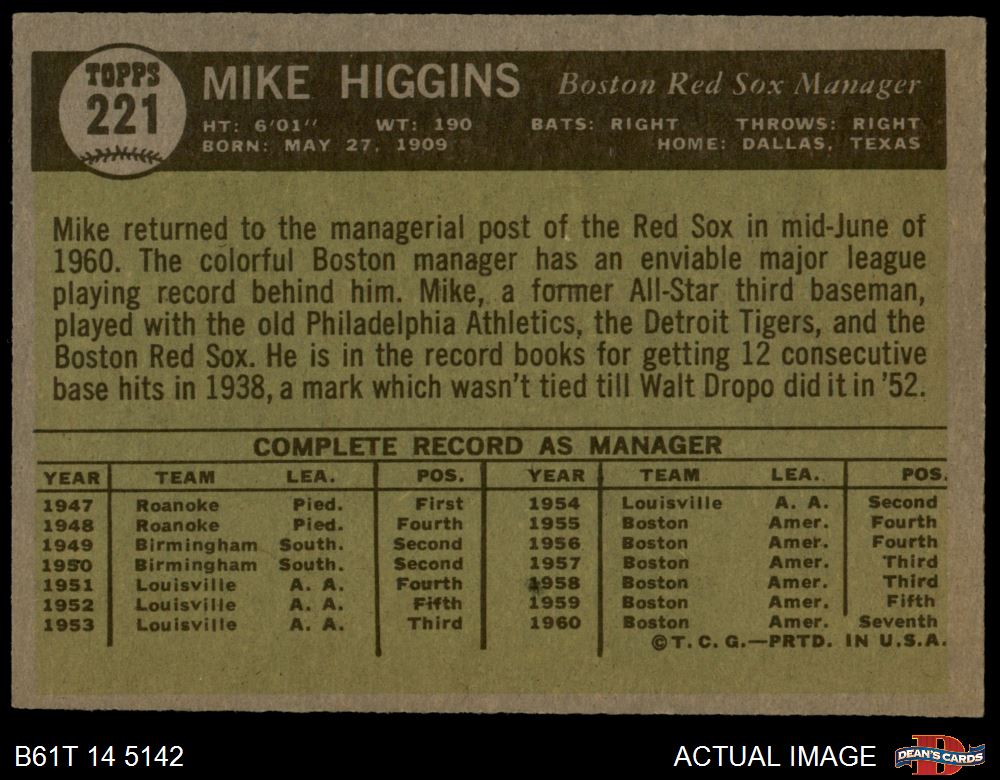 TOPPS
221
MIKE HIGGINS Boston Red Sox Manager
HT: 6'01" WT: 190 BATS: RIGHT THROWS: RIGHT
BORN: MAY 27, 1909 HOME: DALLAS, TEXAS
Mike returned to the managerial post of the Red Sox in mid-June of
1960. The colorful Boston manager has an enviable major league
playing record behind him. Mike, a former All-Star third baseman,
played with the old Philadelphia Athletics, the Detroit Tigers, and the
Boston Red Sox. He is in the record books for getting 12 consecutive
base hits in 1938, a mark which wasn't tied till Walt Dropo did it in '52.
COMPLETE RECORD AS MANAGER
YEAR TEAM LEA. POS. YEAR TEAM LEA. POS.
1947 Roanoke Pied. First 1954 Louisville A. A. Second
1948 Roanoke Pied. Fourth 1955 Boston Amer. Fourth
1949 Birmingham South. Second 1956 Boston Amer. Fourth
1950 Birmingham South. Second 1957 Boston Amer. Third
1951 Louisville A. A. Fourth 1958 Boston Amer. Third
1952 Louisville A. A. Fifth 1959 Boston Amer. Fifth
1953 Louisville A. A. Third 1960 Boston Amer. Seventh
©T. C. G.—PRTD. IN U.S.A.
B61T 14 5142 ACTUAL IMAGE DEAN'S CARDS